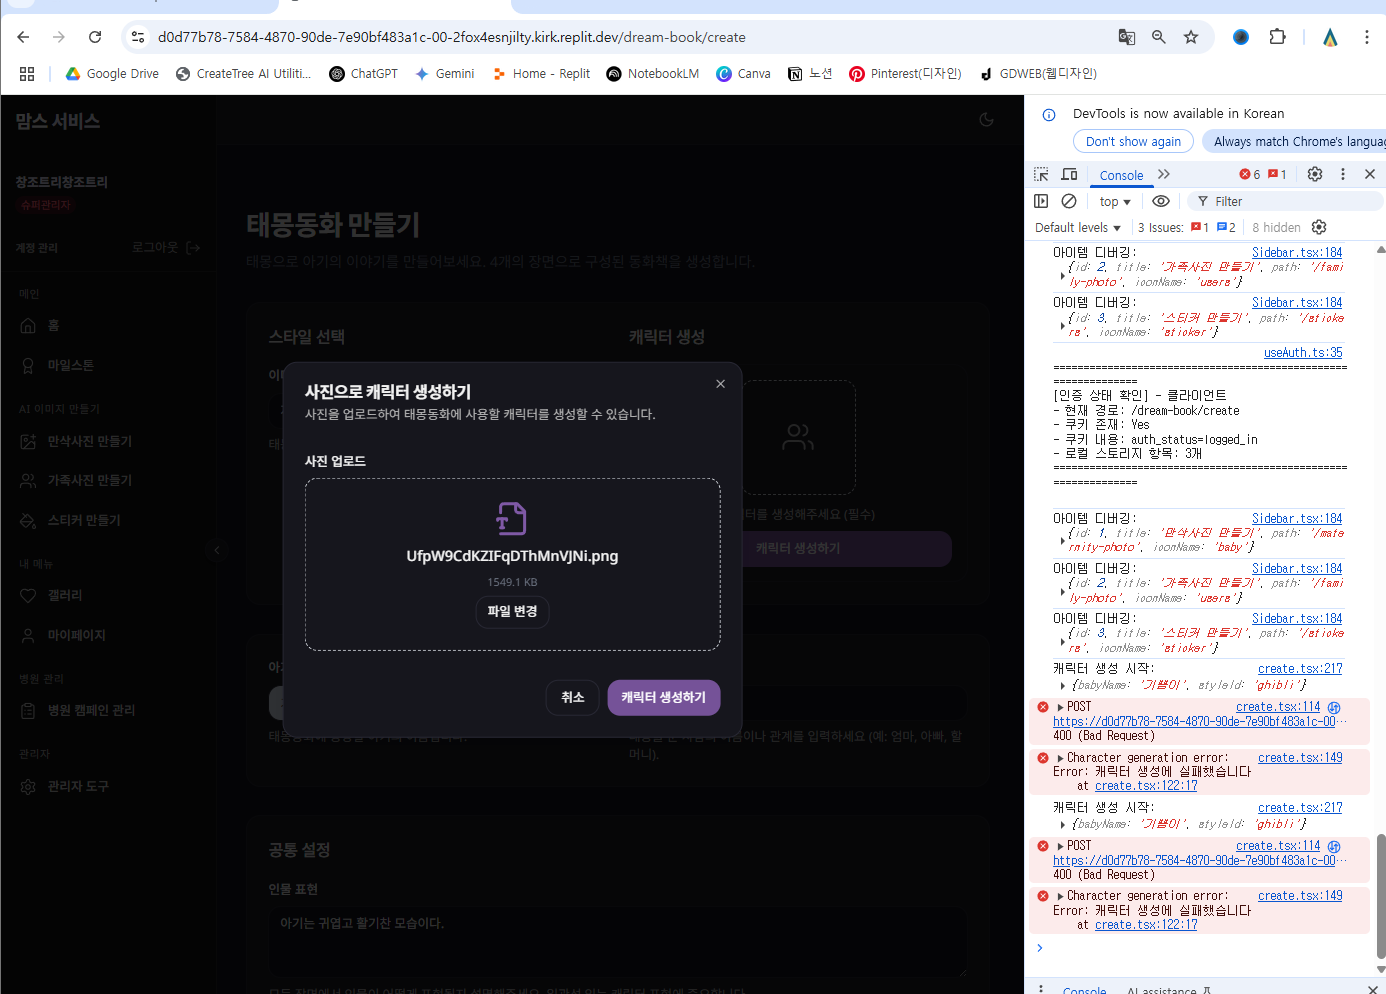 d0d77b78-7584-4870-90de-7e90bf483a1c-00-2fox4esnjilty.kirk.replit.dev/dream-book/create
Google Drive
CreateTree AI Utiliti...
ChatGPT
Gemini
Home - Replit
NotebookLM
Canva
노션
Pinterest(디자인)
GDWEB(웹디자인)
맘스 서비스
창조트리창조트리
슈퍼관리자
계정 관리
로그아웃
메인
홈
마일스톤
AI 이미지 만들기
만삭사진 만들기
가족사진 만들기
스티커 만들기
내 메뉴
갤러리
마이페이지
병원 관리
병원 캠페인 관리
관리자
관리자 도구
태몽동화 만들기
태몽으로 아기의 이야기를 만들어보세요. 4개의 장면으로 구성된 동화책을 생성합니다.
스타일 선택
캐릭터 생성
터를 생성해주세요 (필수)
캐릭터 생성하기
사진으로 캐릭터 생성하기
사진을 업로드하여 태몽동화에 사용할 캐릭터를 생성할 수 있습니다.
사진 업로드
UfpW9CdKZIFqDThMnVJNi.png
1549.1 KB
파일 변경
취소
캐릭터 생성하기
머니).
공통 설정
인물 표현
아기는 귀엽고 활기찬 모습이다.
DevTools is now available in Korean
Don't show again
Always match Chrome's languag
Console
6
1
top
Filter
Default levels
3 Issues:
1
2
8 hidden
아이템 디버깅:
Sidebar.tsx:184
{id: 2, title: '가족사진 만들기', path: '/fami
ly-photo', iconName: 'users'}
아이템 디버깅:
Sidebar.tsx:184
{id: 3, title: '스티커 만들기', path: '/sticke
rs', iconName: 'sticker'}
useAuth.ts:35
=================================================
==============
[인증 상태 확인] - 클라이언트
- 현재 경로: /dream-book/create
- 쿠키 존재: Yes
- 쿠키 내용: auth_status=logged_in
- 로컬 스토리지 항목: 3개
=================================================
==============
아이템 디버깅:
Sidebar.tsx:184
{id: 1, title: '만삭사진 만들기', path: '/mate
rnity-photo', iconName: 'baby'}
아이템 디버깅:
Sidebar.tsx:184
{id: 2, title: '가족사진 만들기', path: '/fami
ly-photo', iconName: 'users'}
아이템 디버깅:
Sidebar.tsx:184
{id: 3, title: '스티커 만들기', path: '/sticke
rs', iconName: 'sticker'}
캐릭터 생성 시작:
create.tsx:217
{babyName: '기쁨이', styleId: 'ghibli'}
POST
create.tsx:114
https://d0d77b78-7584-4870-90de-7e90bf483a1c-00…
400 (Bad Request)
Character generation error:
create.tsx:149
Error: 캐릭터 생성에 실패했습니다
at create.tsx:122:17
캐릭터 생성 시작:
create.tsx:217
{babyName: '기쁨이', styleId: 'ghibli'}
POST
create.tsx:114
https://d0d77b78-7584-4870-90de-7e90bf483a1c-00…
400 (Bad Request)
Character generation error:
create.tsx:149
Error: 캐릭터 생성에 실패했습니다
at create.tsx:122:17
Console
AI assistance